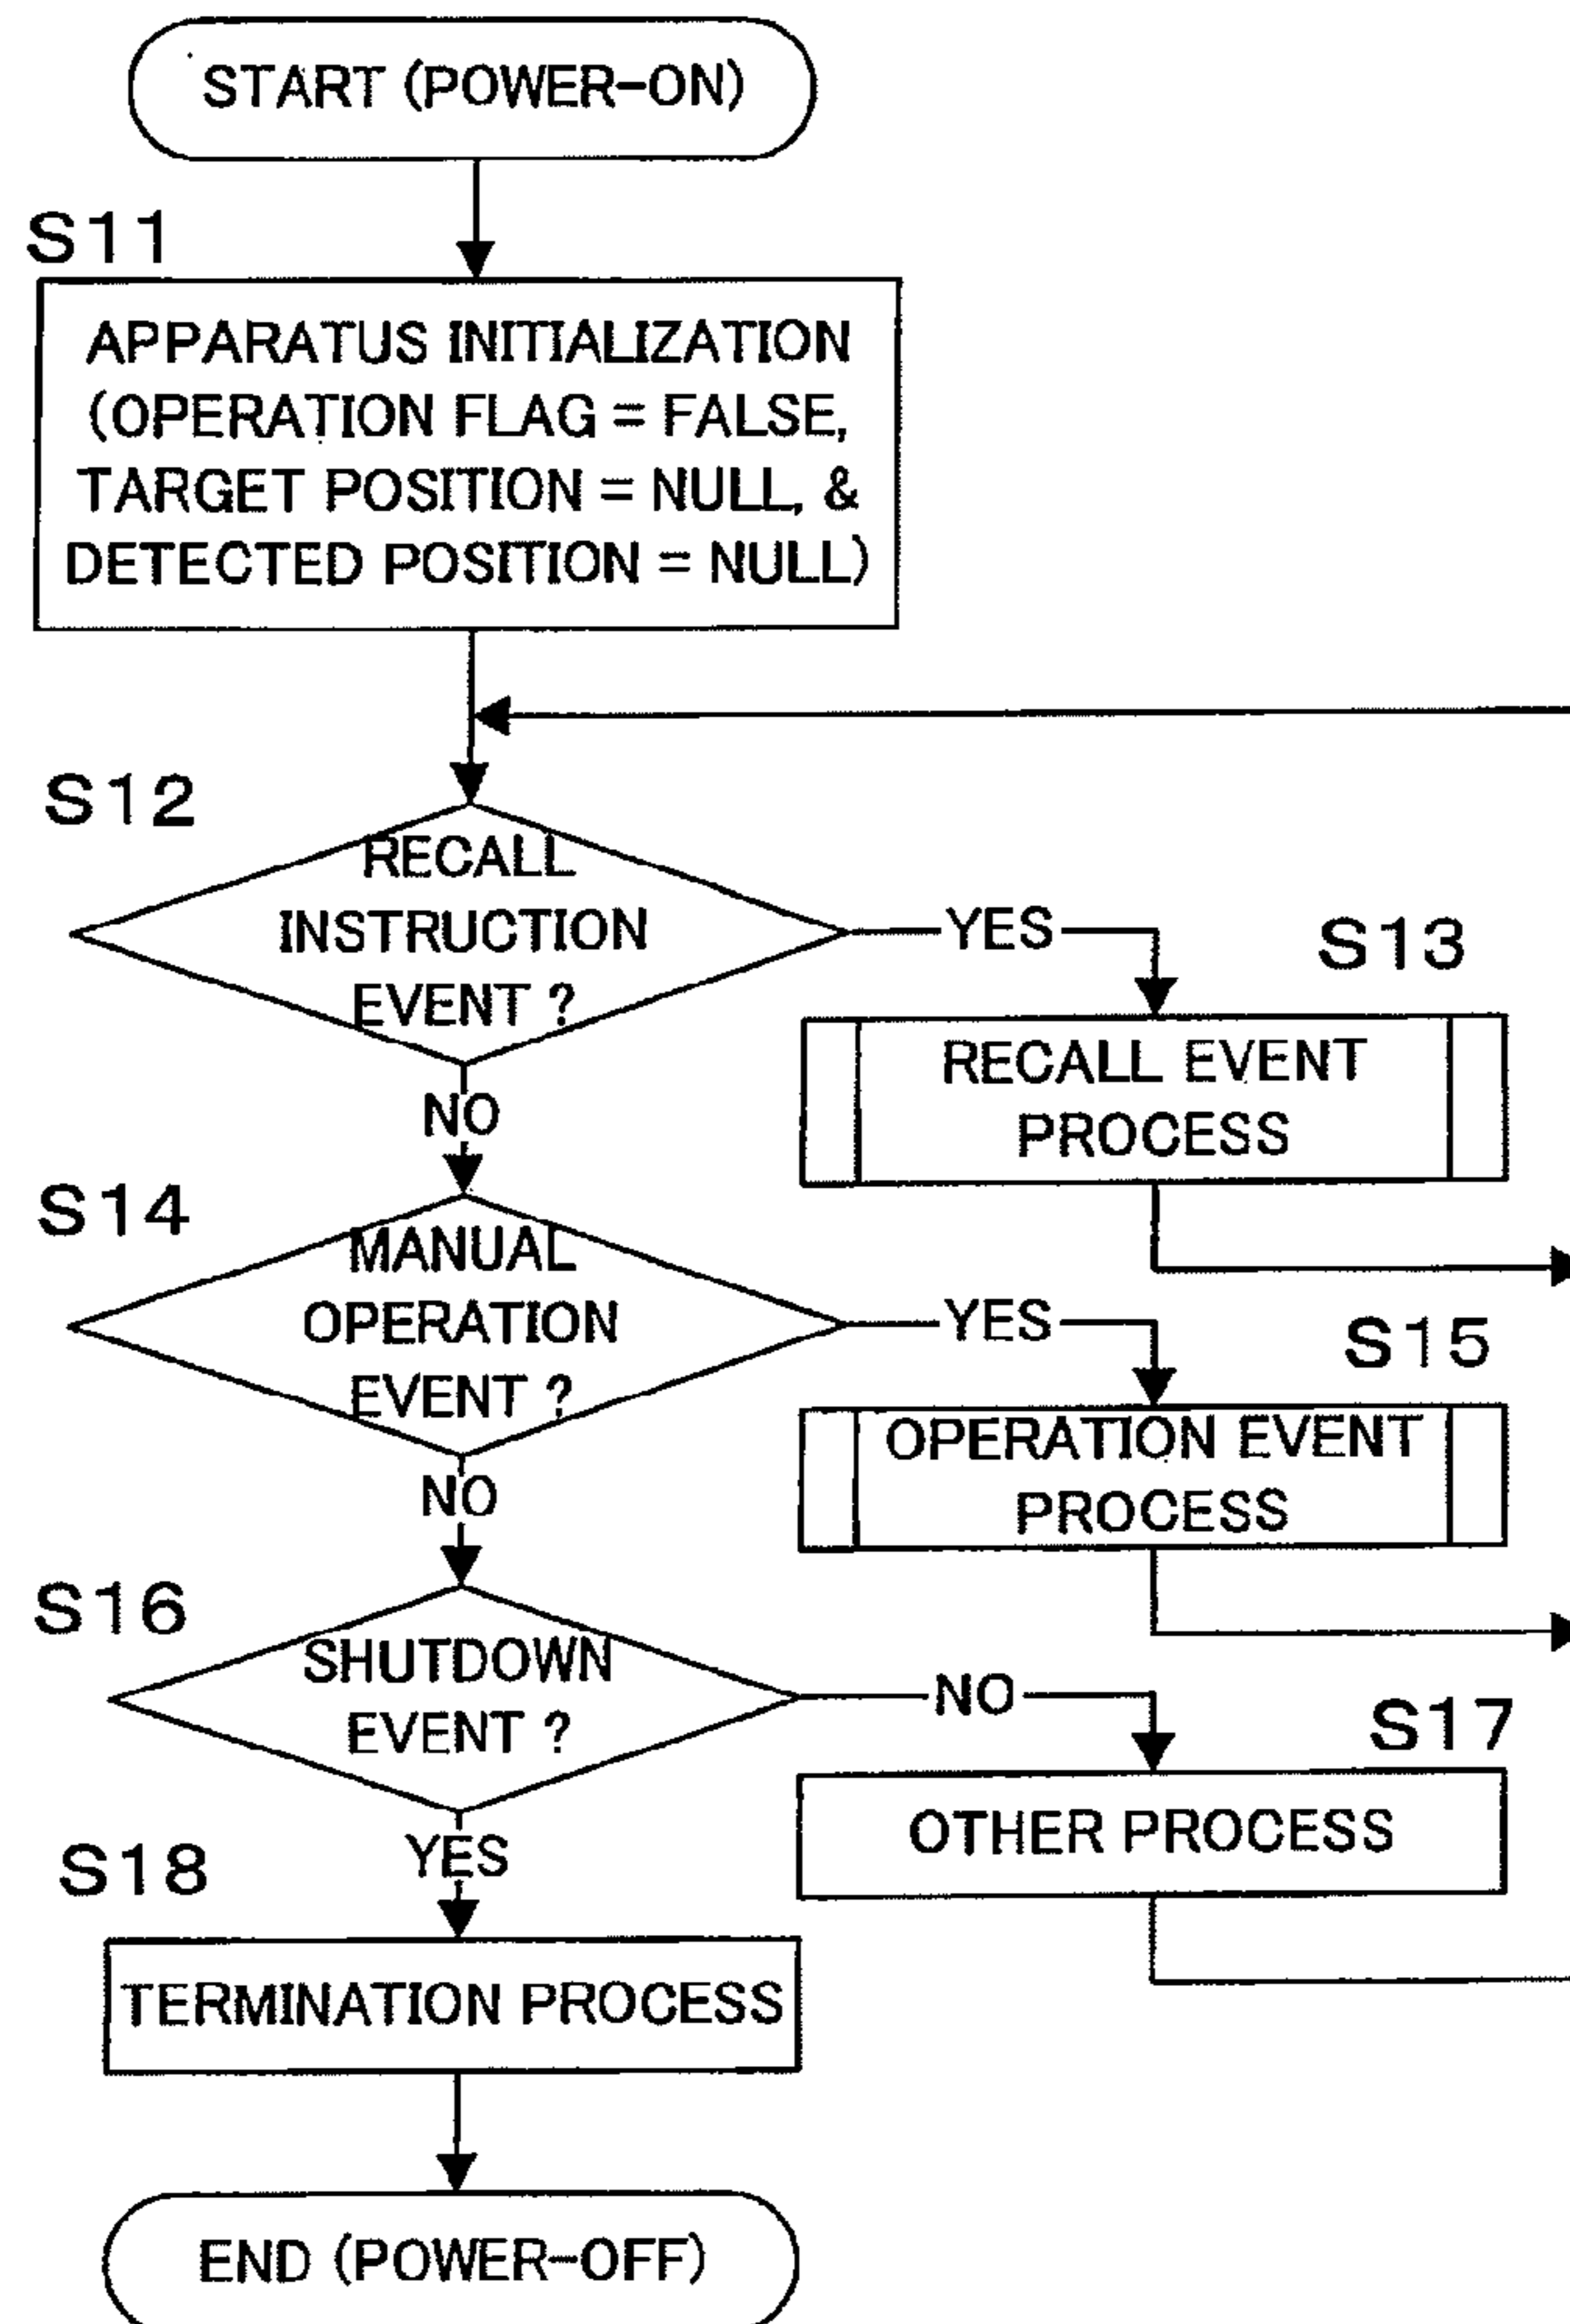 START (POWER-ON)
S11
APPARATUS INITIALIZATION
(OPERATION FLAG = FALSE,
TARGET POSITION = NULL, &
DETECTED POSITION = NULL)
S12
RECALL
INSTRUCTION
EVENT ?
YES
S13
RECALL EVENT
PROCESS
NO
S14
MANUAL
OPERATION
EVENT ?
YES
S15
OPERATION EVENT
PROCESS
NO
S16
SHUTDOWN
EVENT ?
NO
S17
OTHER PROCESS
YES
S18
TERMINATION PROCESS
END (POWER-OFF)